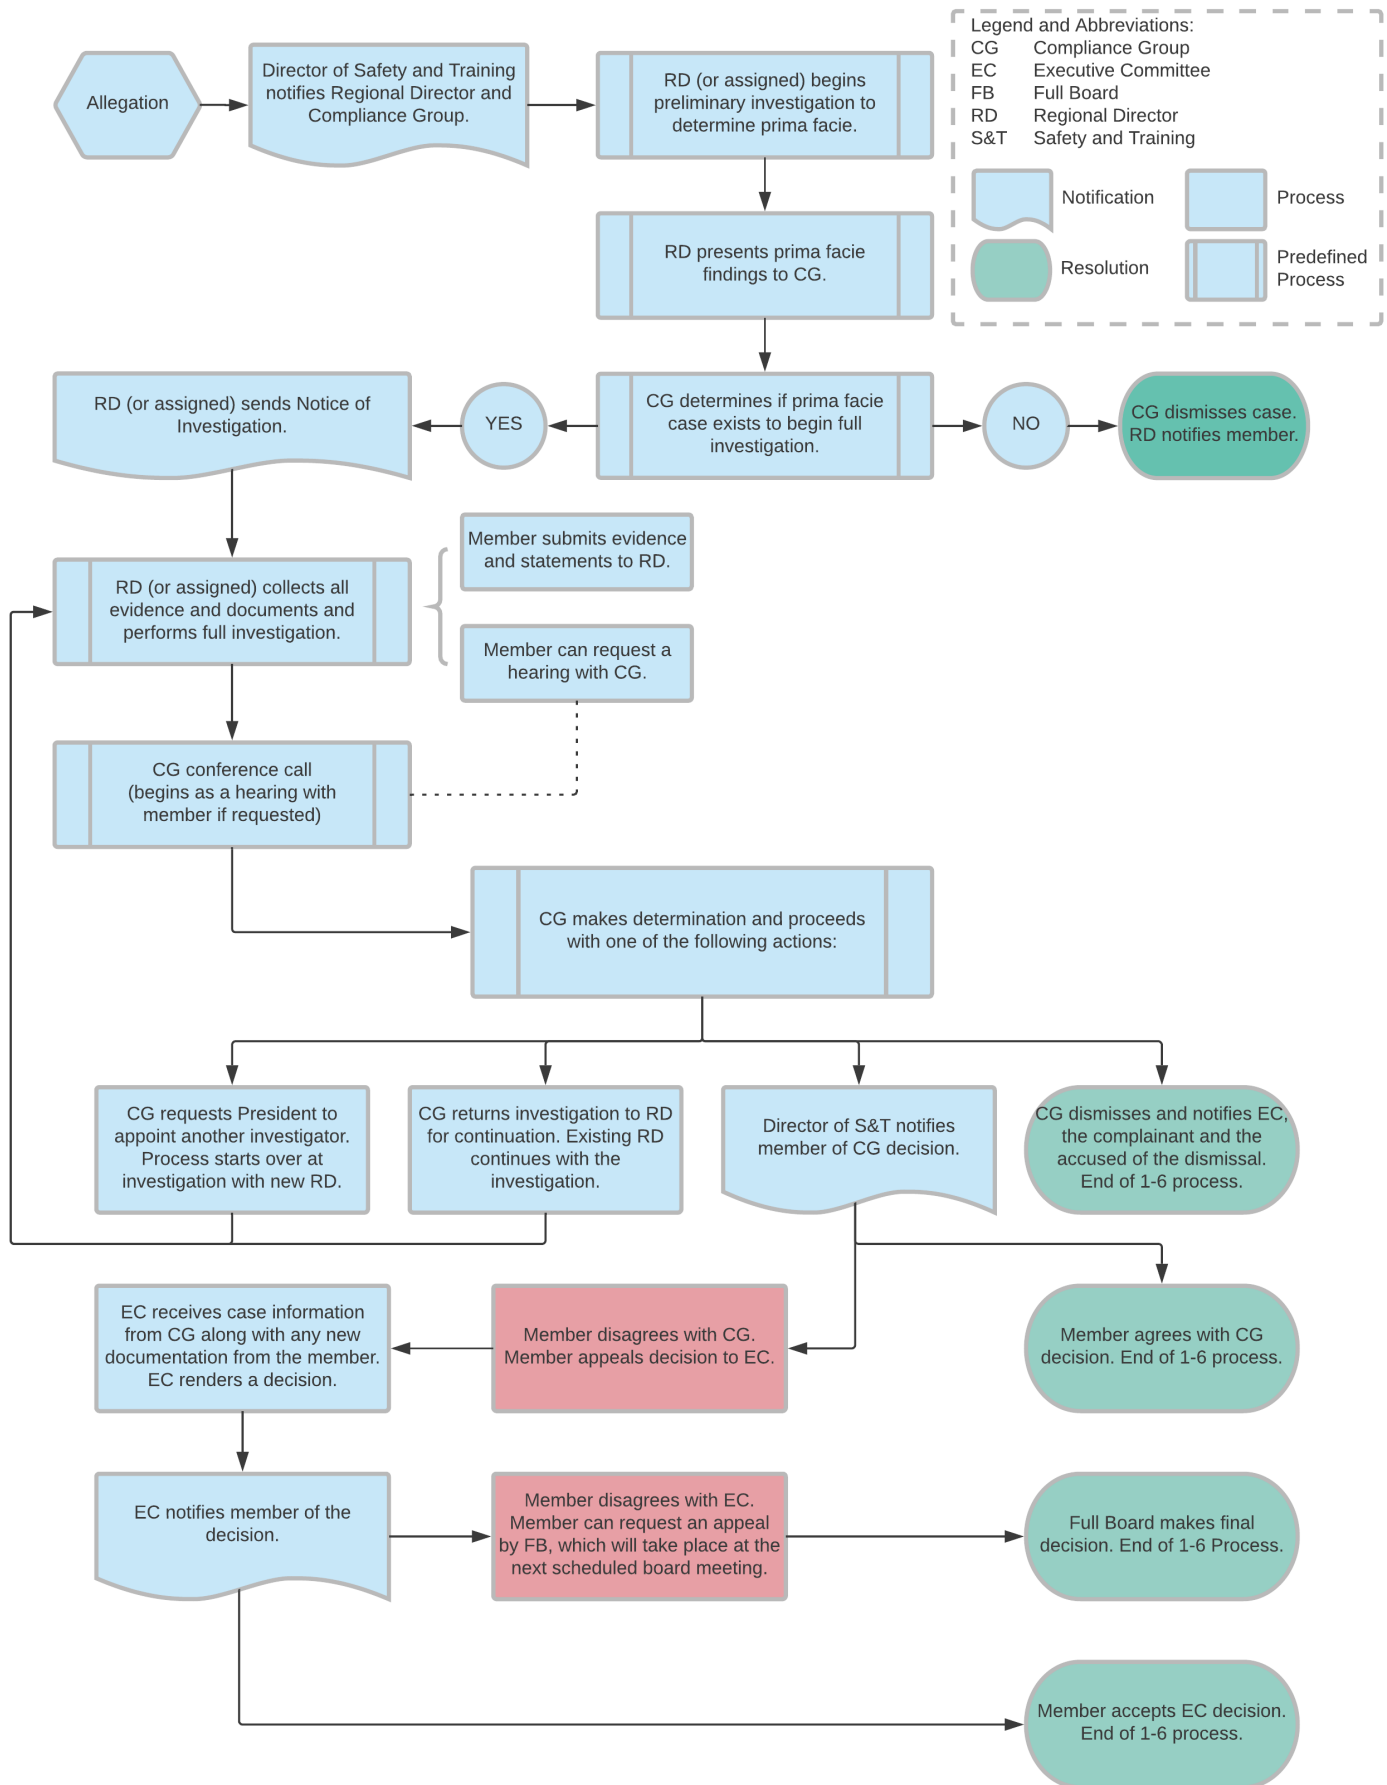 Legend and Abbreviations:
CG Compliance Group
EC Executive Committee
FB Full Board
RD Regional Director
S&T Safety and Training
Notification
Process
Resolution
Predefined
Process
Allegation
Director of Safety and Training
notifies Regional Director and
Compliance Group.
RD (or assigned) begins
preliminary investigation to
determine prima facie.
RD presents prima facie
findings to CG.
CG determines if prima facie
case exists to begin full
investigation.
NO
CG dismisses case.
RD notifies member.
YES
RD (or assigned) sends Notice of
Investigation.
RD (or assigned) collects all
evidence and documents and
performs full investigation.
Member submits evidence
and statements to RD.
Member can request a
hearing with CG.
CG conference call
(begins as a hearing with
member if requested)
CG makes determination and proceeds
with one of the following actions:
CG requests President to
appoint another investigator.
Process starts over at
investigation with new RD.
CG returns investigation to RD
for continuation. Existing RD
continues with the
investigation.
Director of S&T notifies
member of CG decision.
CG dismisses and notifies EC,
the complainant and the
accused of the dismissal.
End of 1-6 process.
EC receives case information
from CG along with any new
documentation from the member.
EC renders a decision.
Member disagrees with CG.
Member appeals decision to EC.
Member agrees with CG
decision. End of 1-6 process.
EC notifies member of the
decision.
Member disagrees with EC.
Member can request an appeal
by FB, which will take place at the
next scheduled board meeting.
Full Board makes final
decision. End of 1-6 Process.
Member accepts EC decision.
End of 1-6 process.